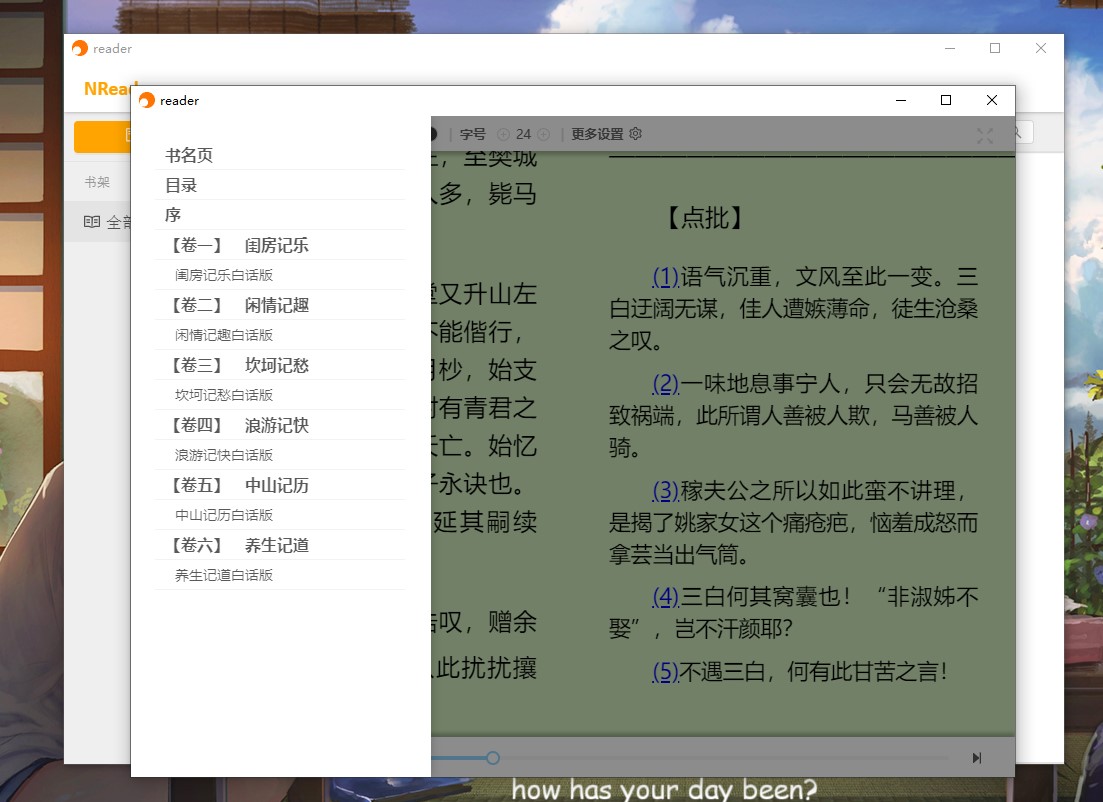 reader
NRead
reader
字号 24 更多设置
书架
全部
书名页
目录
序
【卷一】 闺房记乐
闺房记乐白话版
【卷二】 闲情记趣
闲情记趣白话版
【卷三】 坎坷记愁
坎坷记愁白话版
【卷四】 浪游记快
浪游记快白话版
【卷五】 中山记历
中山记历白话版
【卷六】 养生记道
养生记道白话版
，至樊城
人多，毙马
又升山左
不能偕行，
杪，始支
有青君之
亡。始忆
永诀也。
延其嗣续
叹，赠余
此扰扰攘
【点批】
(1)语气沉重，文风至此一变。三
白迂阔无谋，佳人遭嫉薄命，徒生沧桑
之叹。
(2)一味地息事宁人，只会无故招
致祸端，此所谓人善被人欺，马善被人
骑。
(3)稼夫公之所以如此蛮不讲理，
是揭了姚家女这个痛疮疤，恼羞成怒而
拿芸当出气筒。
(4)三白何其窝囊也！“非淑姊不
娶”，岂不汗颜耶？
(5)不遇三白，何有此甘苦之言！
how has your day been?